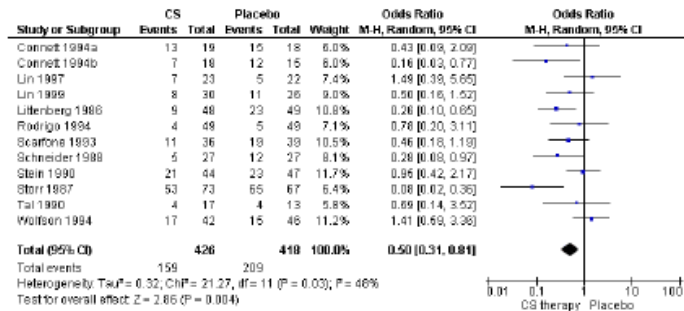 CS Placebo Odds Ratio Odds Ratio
Study or Subgroup Events Total Events Total Weight M-H, Random, 95% CI M-H, Random, 95% CI
Connett 1994a 13 19 15 18 6.0% 0.43 [0.09, 2.09]
Connett 1994b 7 18 12 15 6.0% 0.16 [0.03, 0.77]
Lin 1997 7 23 5 22 7.4% 1.49 [0.39, 5.65]
Lin 1999 8 30 11 26 0.50 [0.16, 1.52]
Littenberg 1986 9 48 23 49 10.8% 0.26 [0.10, 0.65]
Rodrigo 1994 4 49 5 49 7.1% 0.78 [0.20, 3.11]
Scarfone 1993 11 36 19 39 10.5% 0.46 [0.18, 1.19]
Schneider 1988 5 27 12 27 0.28 [0.08, 0.97]
Stein 1990 21 44 23 47 0.95 [0.42, 2.17]
Storr 1987 53 73 65 67 0.08 [0.02, 0.36]
Tal 1990 4 17 4 13 0.69 [0.14, 3.52]
Wolfson 1994 17 42 15 46 11.2% 1.41 [0.59, 3.38]
Total (95% CI) 426 418 100.0% 0.50 [0.31, 0.81]
Total events 159 209
Heterogeneity: Tau² = 0.32; Chi² = 21.27, df = 11 (P = 0.03); I² = 48%
Test for overall effect: Z = 2.86 (P = 0.004)
0.01 0.1 1 10 100
CS therapy Placebo